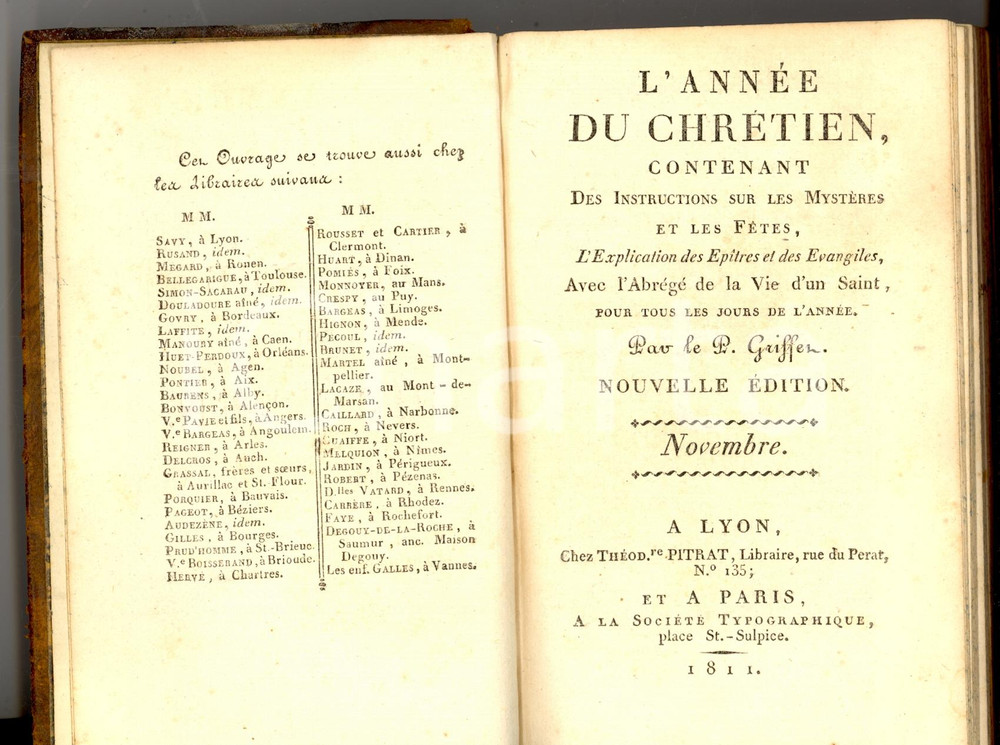 Cet Ouvrage se trouve aussi chez
les Libraires suivans :
M M.
SAVY, à Lyon.
RUSAND, idem.
MEGARD, à Rouen.
BELLEGARIGUE, à Toulouse.
SIMON-SACARAU, idem.
DOULADOURE aîné, idem.
GOVRY, à Bordeaux.
LAFFITE, idem.
MANOURY aîné, à Caen.
HUET-PERDOUX, à Orléans.
NOUBEL, à Agen.
PONTIER, à Aix.
BAURENS, à Alby.
BONVOUST, à Alençon.
V.e PAVIE et fils, à Angers.
V.e BARGEAS, à Angoulem.
REIGNER, à Arles.
DELCROS, à Auch.
GRASSAL, frères et sœurs,
à Aurillac et St.-Flour.
PORQUIER, à Bauvais.
PAGEOT, à Béziers.
AUDEZÈNE, idem.
GILLES, à Bourges.
PRUD'HOMME, à St.-Brieuc.
V.e BOISSERAND, à Brioude.
HERVÉ, à Chartres.
M M.
ROUSSET et CARTIER, à
Clermont.
HUART, à Dinan.
POMIÉS, à Foix.
MONNOYER, au Mans.
CRESPY, au Puy.
BARGEAS, à Limoges.
HIGNON, à Mende.
PECOUL, idem.
BRUNET, idem.
MARTEL aîné, à Mont-
pellier.
LACAZE, au Mont-de-
Marsan.
CAILLARD, à Narbonne.
ROCH, à Nevers.
GUAIFFE, à Niort.
MELQUION, à Nîmes.
JARDIN, à Périgueux.
ROBERT, à Pézenas.
D.lles VATARD, à Rennes.
CARRÈRE, à Rhodez.
FAYE, à Rochefort.
DEGOUY-DE-LA-ROCHE, à
Saumur, anc. Maison
Degouy.
Les enf. GALLES, à Vannes.
L'ANNÉE
DU CHRÉTIEN,
CONTENANT
DES INSTRUCTIONS SUR LES MYSTÈRES
ET LES FÊTES,
L'Explication des Epîtres et des Evangiles,
Avec l'Abrégé de la Vie d'un Saint,
POUR TOUS LES JOURS DE L'ANNÉE.
Par le P. Griffet.
NOUVELLE ÉDITION.
Novembre.
A LYON,
Chez THÉOD.re PITRAT, Libraire, rue du Perat,
N.º 135;
ET A PARIS,
A LA SOCIÉTÉ TYPOGRAPHIQUE,
place St.-Sulpice.
1811.